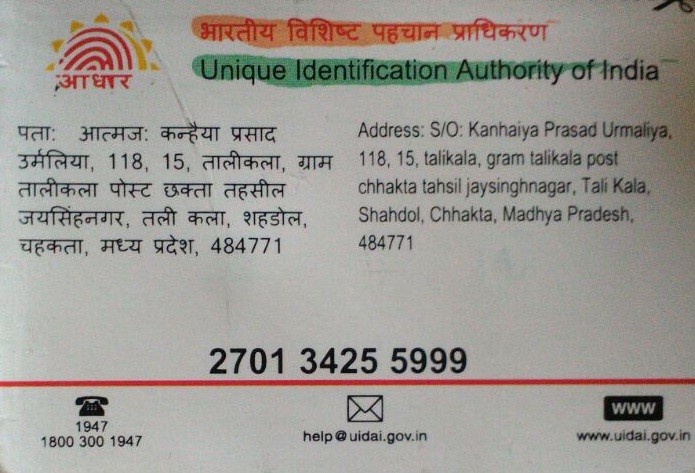 भारतीय विशिष्ट पहचान प्राधिकरण
आधार
Unique Identification Authority of India
पता: आत्मज: कन्हैया प्रसाद
उर्मलिया, 118, 15, तालीकला, ग्राम
तालीकला पोस्ट छक्ता तहसील
जयसिंहनगर, तली कला, शहडोल,
चहकता, मध्य प्रदेश, 484771
Address: S/O: Kanhaiya Prasad Urmaliya,
118, 15, talikala, gram talikala post
chhakta tahsil jaysinghnagar, Tali Kala,
Shahdol, Chhakta, Madhya Pradesh,
484771
2701 3425 5999
1947
1800 300 1947
help@uidai.gov.in
www
www.uidai.gov.in